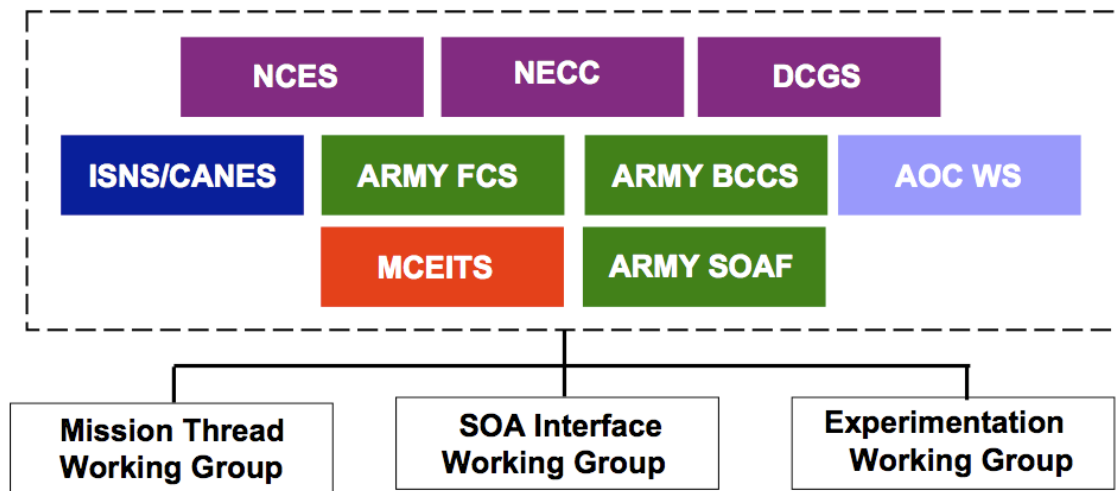 NCES
NECC
DCGS
ISNS/CANES
ARMY FCS
ARMY BCCS
AOC WS
MCEITS
ARMY SOAF
Mission Thread
Working Group
SOA Interface
Working Group
Experimentation
Working Group